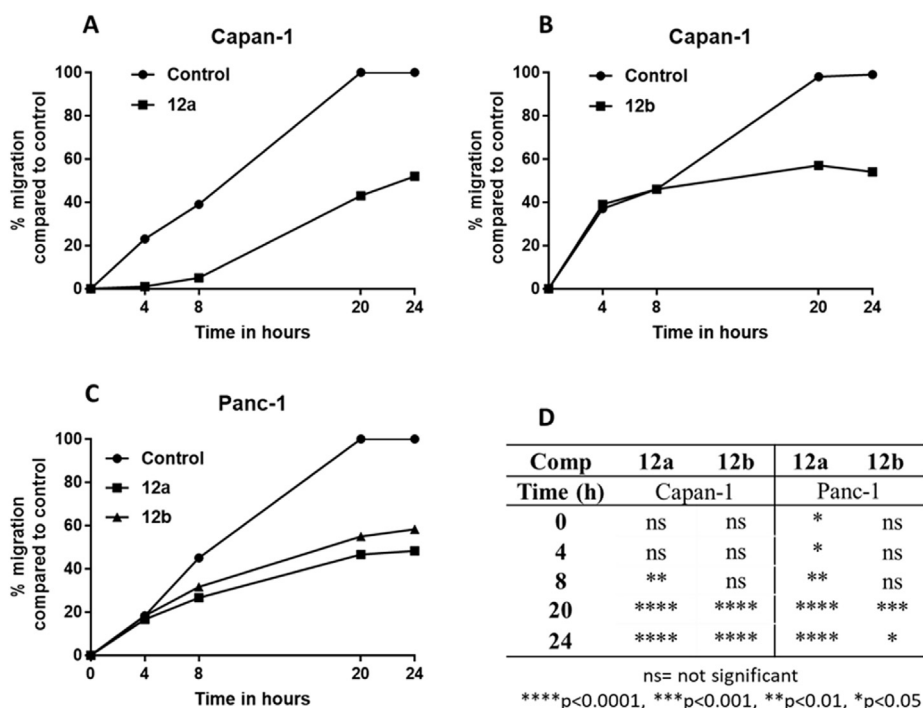 A
Capan-1
% migration
compared to control
100
80
60
40
20
0
Control
12a
4
8
20
24
Time in hours
B
Capan-1
% migration
compared to control
100
80
60
40
20
0
Control
12b
4
8
20
24
Time in hours
C
Panc-1
% migration
compared to control
100
80
60
40
20
0
Control
12a
12b
0
4
8
20
24
Time in hours
D
Comp 12a 12b 12a 12b
Time (h) Capan-1 Panc-1
0 ns ns * ns
4 ns ns * ns
8 ** ns ** ns
20 **** **** **** ***
24 **** **** **** *
ns= not significant
****p<0.0001, ***p<0.001, **p<0.01, *p<0.05